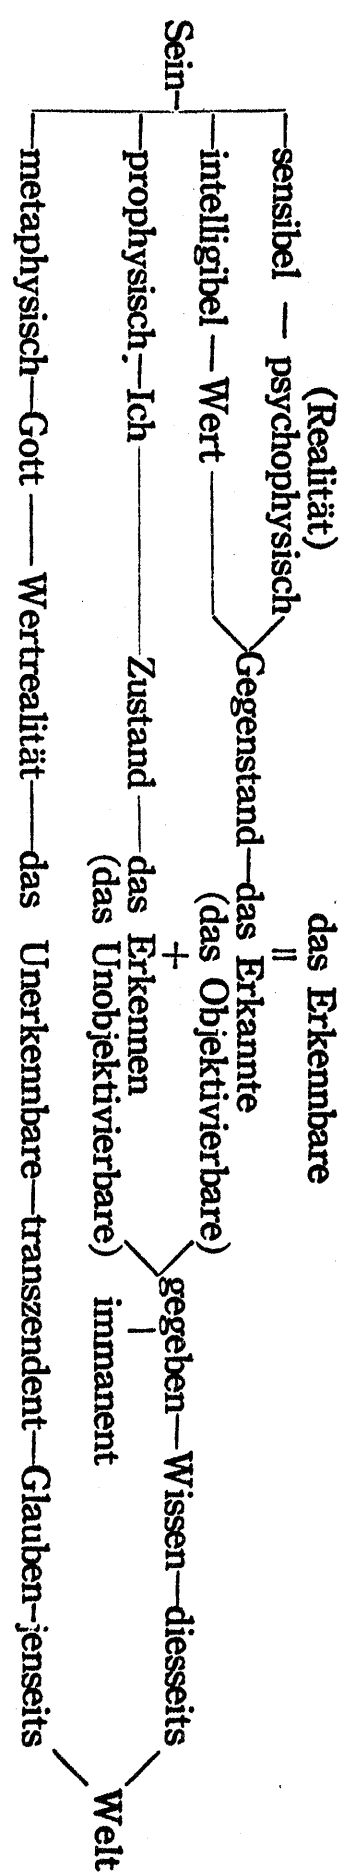 das Erkennbare
(Realität) =
sensibel — psychophysisch
Gegenstand—das Erkannte
intelligibel—Wert (das Objektivierbare)
Sein + gegeben—Wissen—diesseits
prophysisch—Ich — Zustand—das Erkennen
(das Unobjektivierbare) immanent
Welt
metaphysisch—Gott—Wertrealität—das Unerkennbare—transzendent—Glauben—jenseits